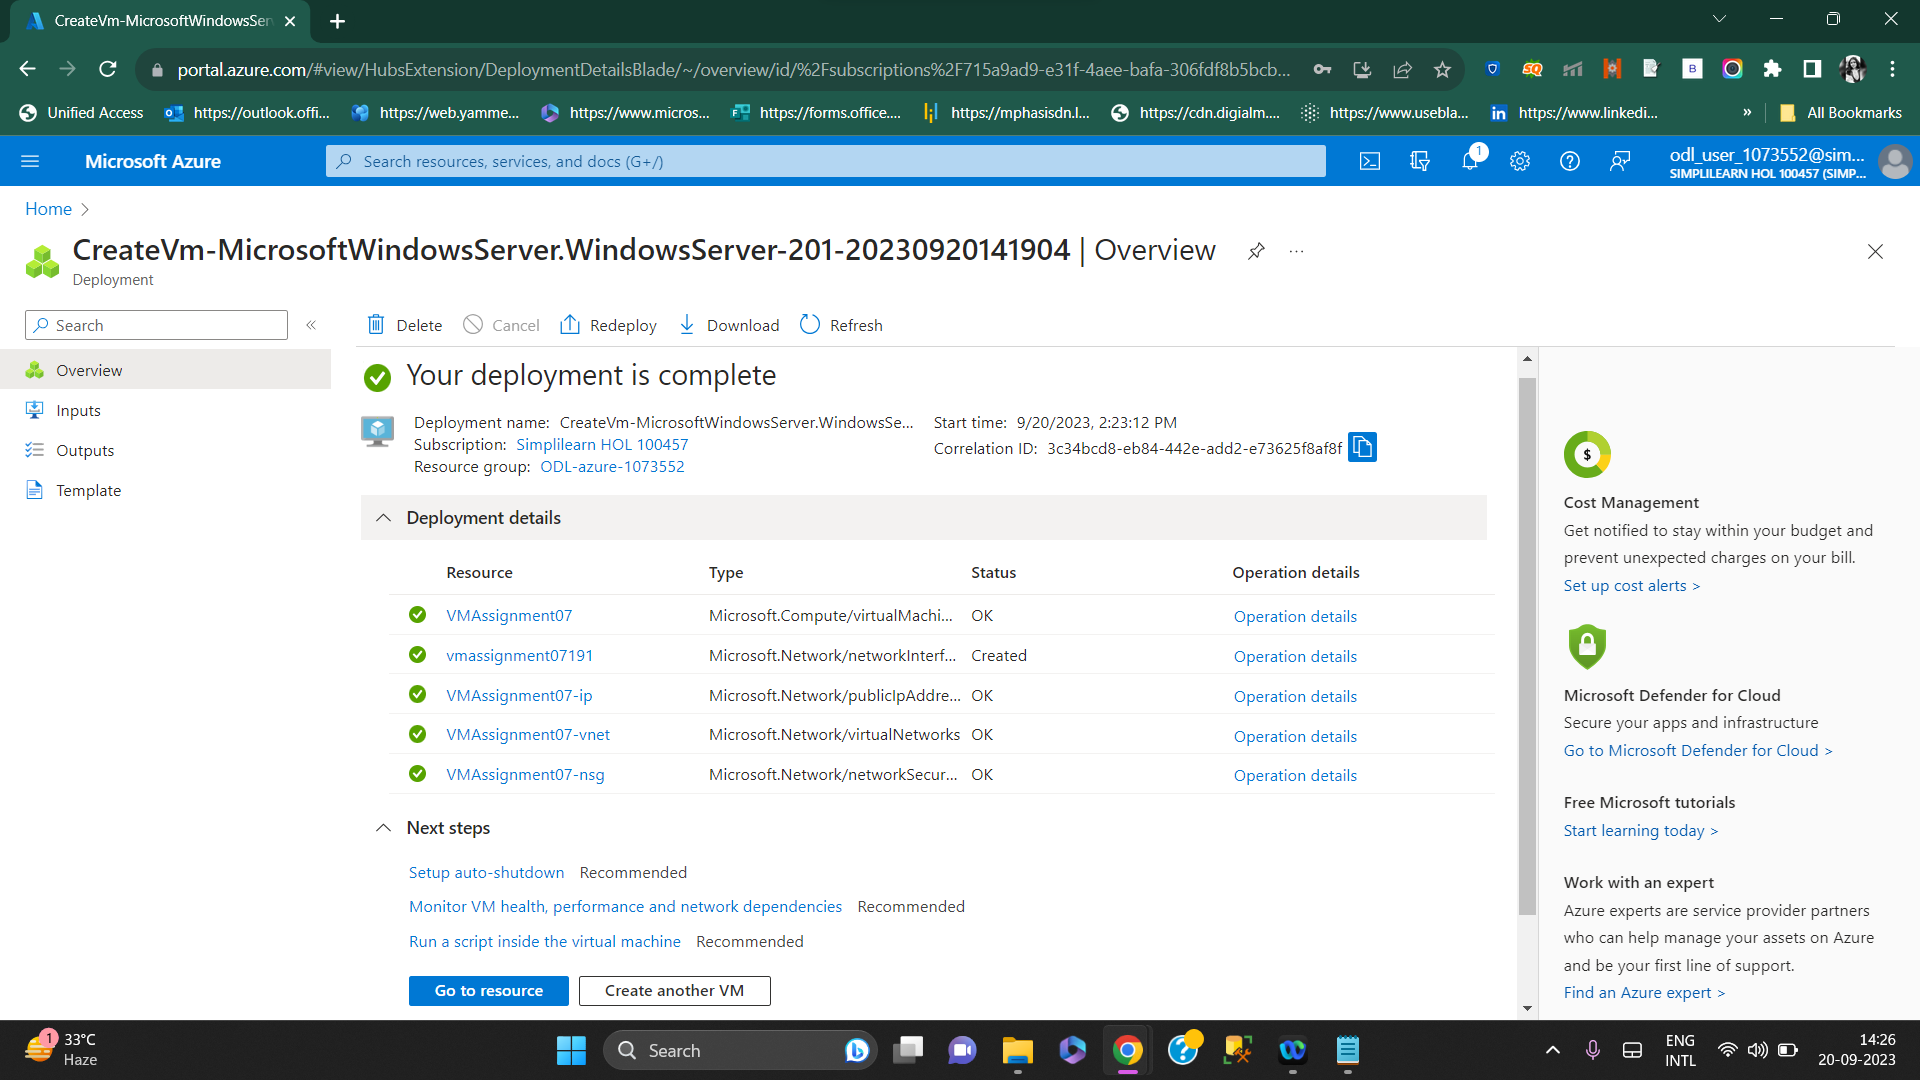 CreateVm-MicrosoftWindowsSer
portal.azure.com/#view/HubsExtension/DeploymentDetailsBlade/~/overview/id/%2Fsubscriptions%2F715a9ad9-e31f-4aee-bafa-306fdf8b5bcb...
Unified Access
https://outlook.offi...
https://web.yamme...
https://www.micros...
https://forms.office....
https://mphasisdn.l...
https://cdn.digialm....
https://www.usebla...
https://www.linkedi...
»
All Bookmarks
Microsoft Azure
Search resources, services, and docs (G+/)
1
odl_user_1073552@sim...
SIMPLILEARN HOL 100457 (SIMP...
Home >
CreateVm-MicrosoftWindowsServer.WindowsServer-201-20230920141904 | Overview
...
Deployment
Search
«
Delete
Cancel
Redeploy
Download
Refresh
Overview
Inputs
Outputs
Template
Your deployment is complete
Deployment name: CreateVm-MicrosoftWindowsServer.WindowsSe...
Subscription: Simplilearn HOL 100457
Resource group: ODL-azure-1073552
Start time: 9/20/2023, 2:23:12 PM
Correlation ID: 3c34bcd8-eb84-442e-add2-e73625f8af8f
Deployment details
Resource Type Status Operation details
VMAssignment07 Microsoft.Compute/virtualMachi... OK Operation details
vmassignment07191 Microsoft.Network/networkInterf... Created Operation details
VMAssignment07-ip Microsoft.Network/publicIpAddre... OK Operation details
VMAssignment07-vnet Microsoft.Network/virtualNetworks OK Operation details
VMAssignment07-nsg Microsoft.Network/networkSecur... OK Operation details
Next steps
Setup auto-shutdown Recommended
Monitor VM health, performance and network dependencies Recommended
Run a script inside the virtual machine Recommended
Go to resource
Create another VM
$
Cost Management
Get notified to stay within your budget and
prevent unexpected charges on your bill.
Set up cost alerts >
Microsoft Defender for Cloud
Secure your apps and infrastructure
Go to Microsoft Defender for Cloud >
Free Microsoft tutorials
Start learning today >
Work with an expert
Azure experts are service provider partners
who can help manage your assets on Azure
and be your first line of support.
Find an Azure expert >
1
33°C
Haze
Search
ENG
INTL
14:26
20-09-2023